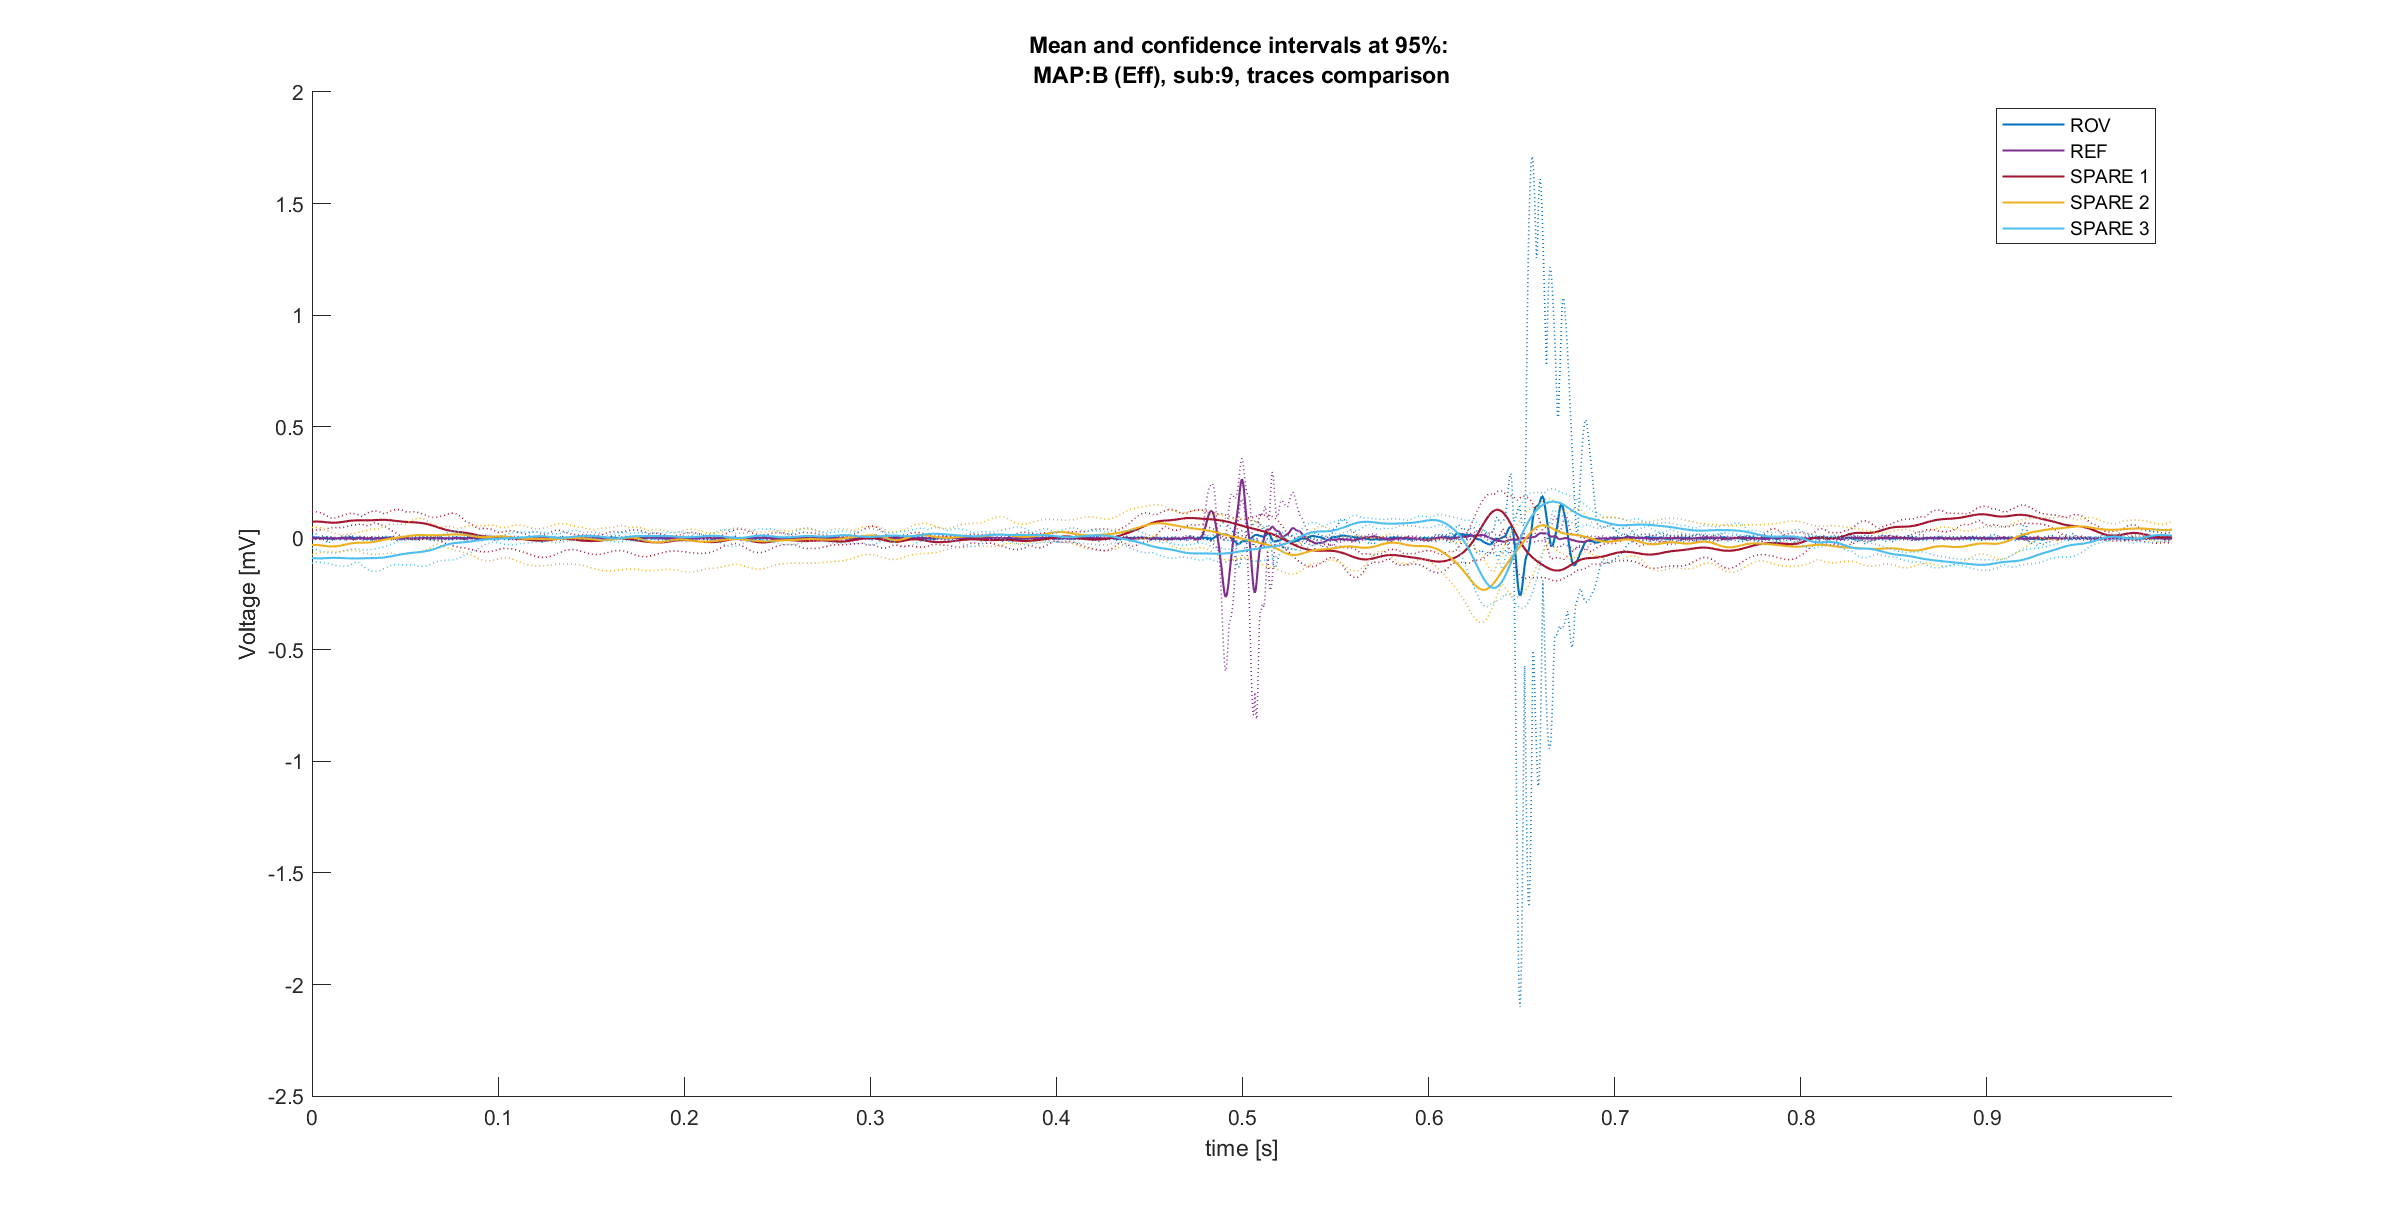 Mean and confidence intervals at 95%:
MAP:B (Eff), sub:9, traces comparison
2
1.5
1
0.5
0
-0.5
-1
-1.5
-2
-2.5
Voltage [mV]
ROV
REF
SPARE 1
SPARE 2
SPARE 3
0
0.1
0.2
0.3
0.4
0.5
0.6
0.7
0.8
0.9
time [s]